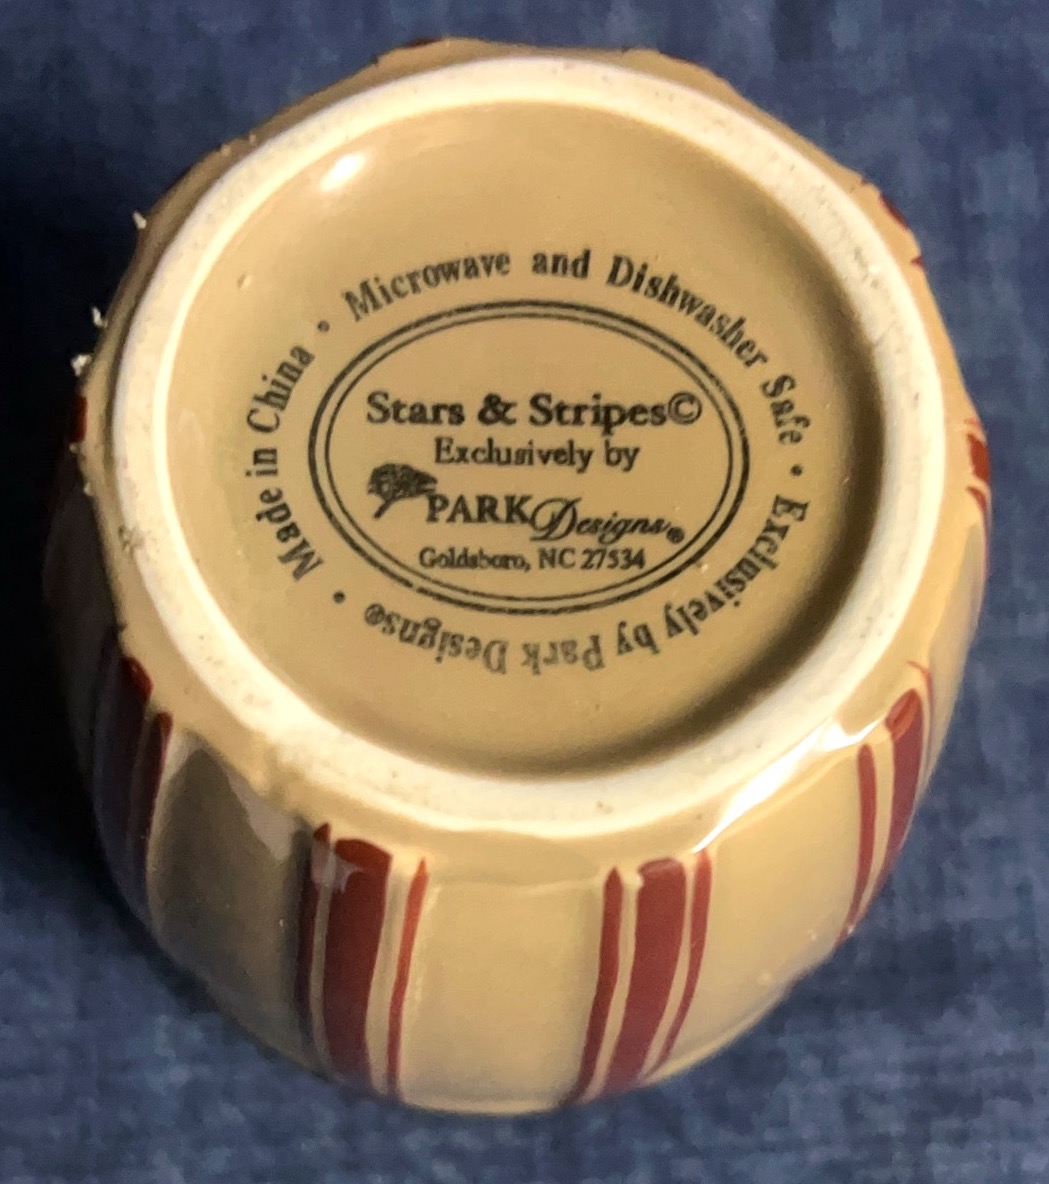 Made in China • Microwave and Dishwasher Safe • Exclusively by Park Designs® •
Stars & Stripes©
Exclusively by
PARK Designs®
Goldsboro, NC 27534